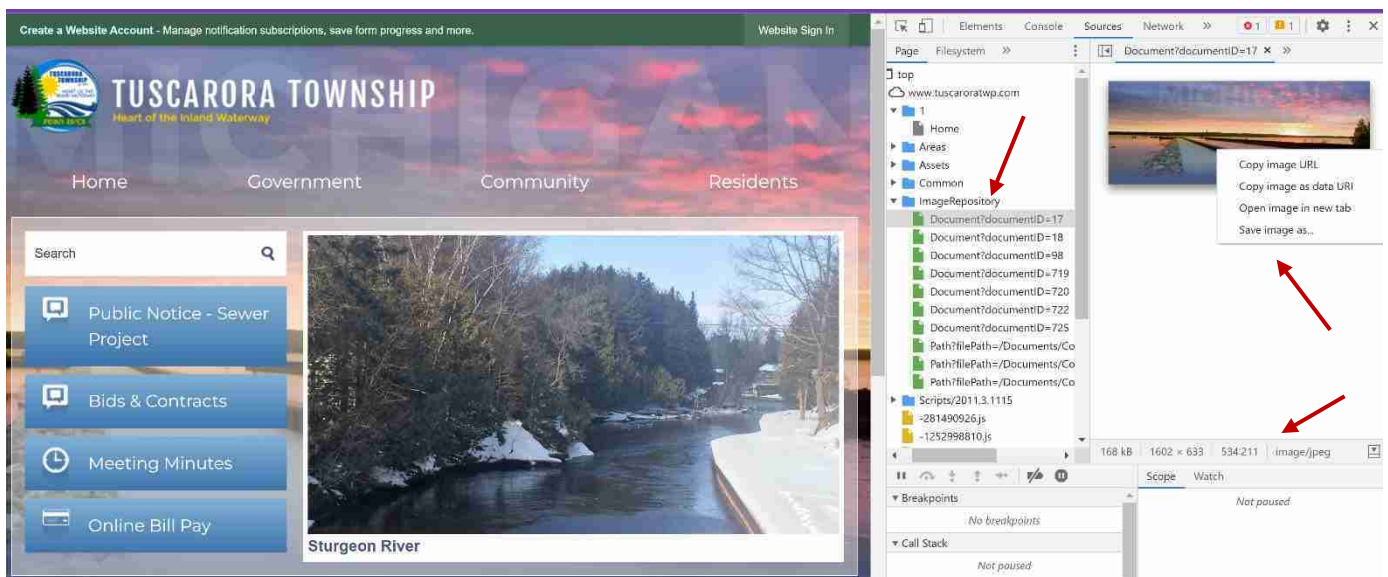 Create a Website Account - Manage notification subscriptions, save form progress and more.
Website Sign In
TUSCARORA TOWNSHIP
Heart of the Inland Waterway
MICHIGAN
Home Government Community Residents
Search
Public Notice - Sewer
Project
Bids & Contracts
Meeting Minutes
Online Bill Pay
Sturgeon River
Elements Console Sources Network » 1 1
Page Filesystem »
Document?documentID=17 × »
top
www.tuscaroratwp.com
1
Home
Areas
Assets
Common
ImageRepository
Document?documentID=17
Document?documentID=18
Document?documentID=98
Document?documentID=719
Document?documentID=720
Document?documentID=722
Document?documentID=725
Path?filePath=/Documents/Co
Path?filePath=/Documents/Co
Path?filePath=/Documents/Co
Scripts/2011.3.1115
-281490926.js
-1252998810.js
MICHIGAN
Copy image URL
Copy image as data URI
Open image in new tab
Save image as...
168 kB 1602 × 633 534:211 image/jpeg
Scope Watch
Not paused
Breakpoints
No breakpoints
Call Stack
Not paused